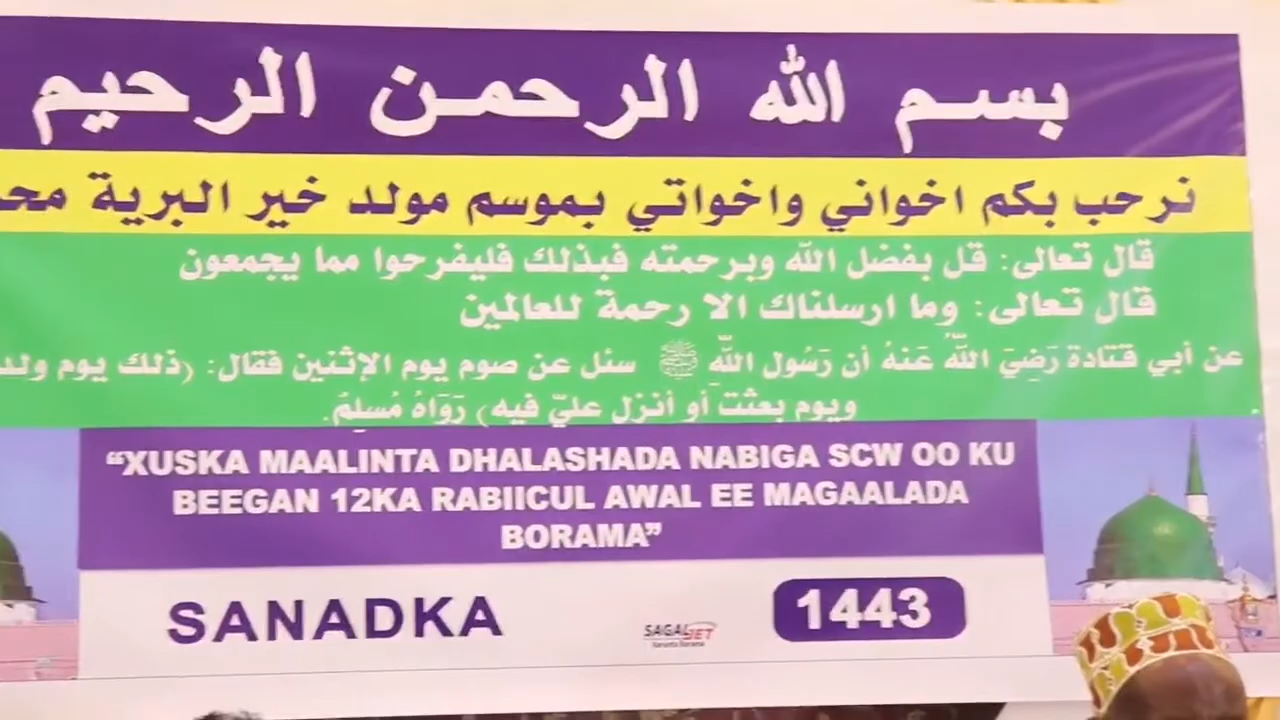 بسم الله الرحمن الرحيم
نرحب بكم اخواني واخواتي بموسم مولد خير البرية
قال تعالى: قل بفضل الله وبرحمته فبذلك فليفرحوا مما يجمعون
قال تعالى: وما ارسلناك الا رحمة للعالمين
عن أبي قتادة رَضِيَ اللَّهُ عَنهُ أن رَسُول اللَّهِ ﷺ سئل عن صوم يوم الإثنين فقال: (ذلك يوم
ويوم بعثت أو أنزل عليّ فيه) رَوَاهُ مُسلِمُ.
“XUSKA MAALINTA DHALASHADA NABIGA SCW OO KU
BEEGAN 12KA RABIICUL AWAL EE MAGAALADA
BORAMA”
SANADKA
1443
SAGALJET
Xarunta Borama